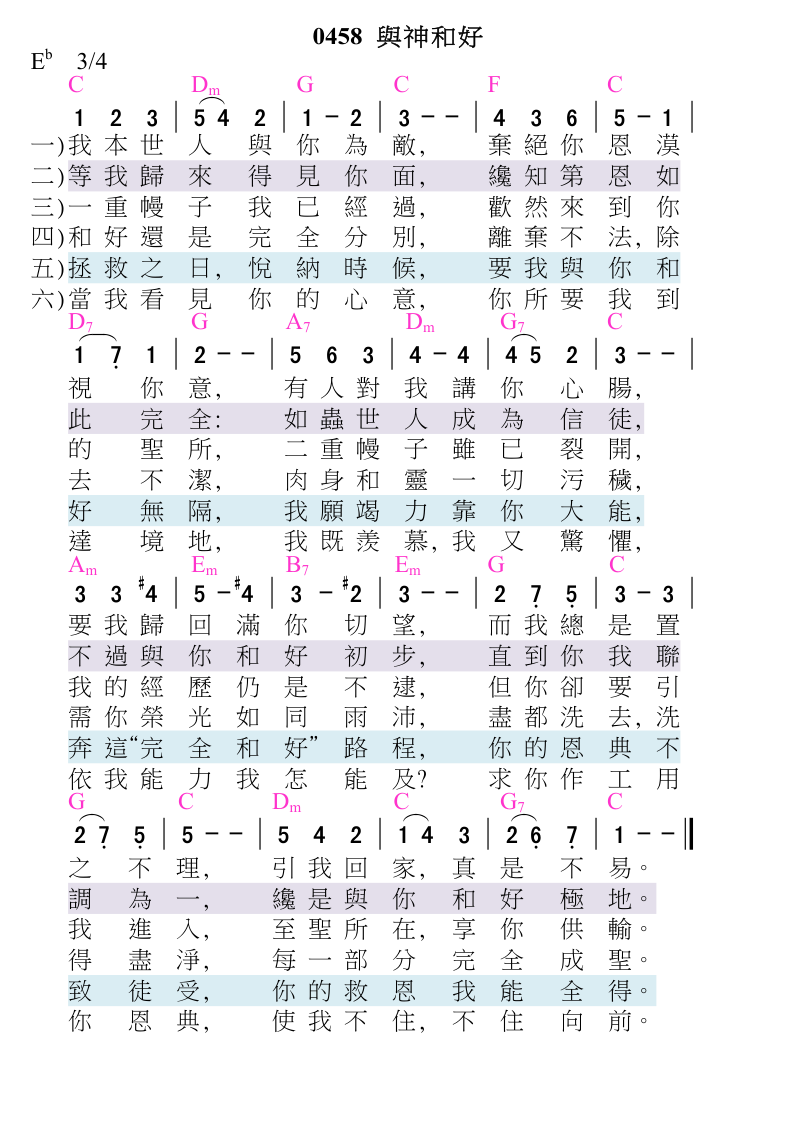 0458 與神和好
E♭ 3/4
C Dm G C F C
1 2 3 | 5 4 2 | 1 - 2 | 3 - - | 4 3 6 | 5 - 1 |
一)我本世人與你為敵,棄絕你恩漠
二)等我歸來得見你面,纔知第恩如
三)一重幔子我已經過,歡然來到你
四)和好還是完全分別,離棄不法,除
五)拯救之日,悅納時候,要我與你和
六)當我看見你的心意,你所要我到
D7 G A7 Dm G7 C
1 7̣ 1 | 2 - - | 5 6 3 | 4 - 4 | 4 5 2 | 3 - - |
視你意,有人對我講你心腸,
此完全:如蟲世人成為信徒,
的聖所,二重幔子雖已裂開,
去不潔,肉身和靈一切污穢,
好無隔,我願竭力靠你大能,
達境地,我既羨慕,我又驚懼,
Am Em B7 Em G C
3 3 #4 | 5 - #4 | 3 - #2 | 3 - - | 2 7̣ 5̣ | 3 - 3 |
要我歸回滿你切望,而我總是置
不過與你和好初步,直到你我聯
我的經歷仍是不逮,但你卻要引
需你榮光如同雨沛,盡都洗去,洗
奔這“完全和好”路程,你的恩典不
依我能力我怎能及?求你作工用
G C Dm C G7 C
2 7̣ 5̣ | 5 - - | 5 4 2 | 1 4 3 | 2 6̣ 7̣ | 1 - - ‖
之不理,引我回家,真是不易。
調為一,纔是與你和好極地。
我進入,至聖所在,享你供輸。
得盡淨,每一部分完全成聖。
致徒受,你的救恩我能全得。
你恩典,使我不住,不住向前。